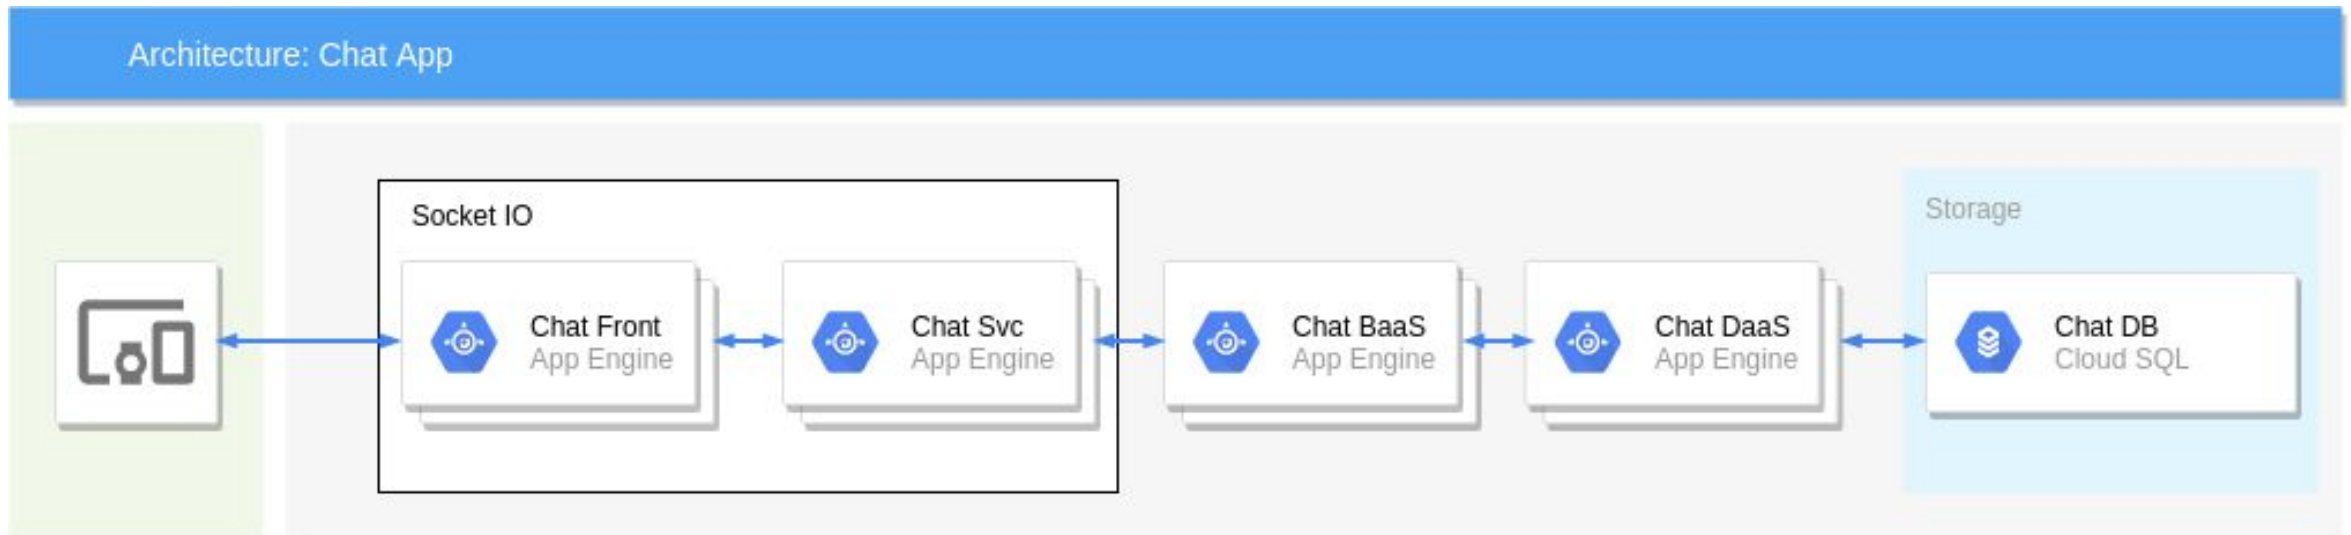 Architecture: Chat App
Socket IO
Storage
Chat Front
App Engine
Chat Svc
App Engine
Chat BaaS
App Engine
Chat DaaS
App Engine
Chat DB
Cloud SQL